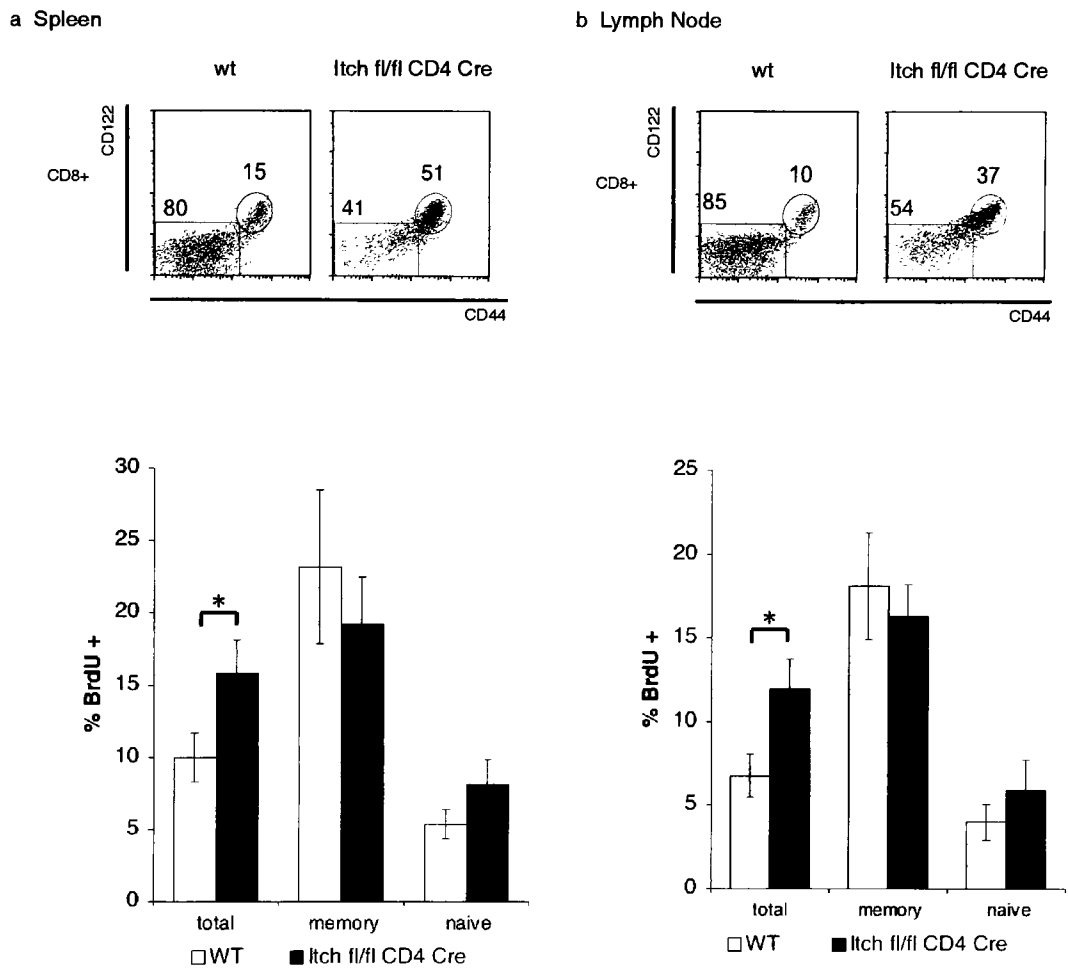 a Spleen
wt
Itch fl/fl CD4 Cre
CD122
CD8+
80
15
41
51
CD44
b Lymph Node
wt
Itch fl/fl CD4 Cre
CD122
CD8+
85
10
54
37
CD44
% BrdU +
30
25
20
15
10
5
0
*
total
memory
naive
WT
Itch fl/fl CD4 Cre
% BrdU +
25
20
15
10
5
0
*
total
memory
naive
WT
Itch fl/fl CD4 Cre